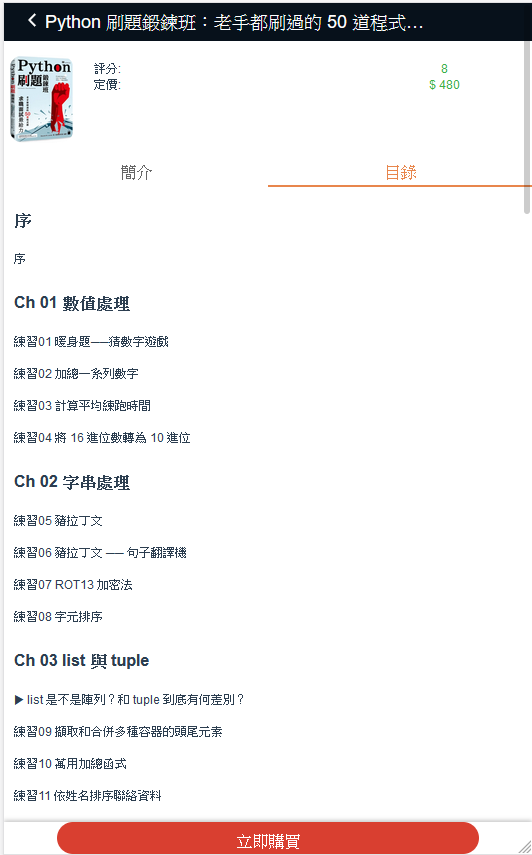 Python 刷題鍛鍊班：老手都刷過的 50 道程式…
Python
刷題
鍛鍊班
評分:
8
定價:
$ 480
簡介
目錄
序
序
Ch 01 數值處理
練習01 暖身題──猜數字遊戲
練習02 加總一系列數字
練習03 計算平均練跑時間
練習04 將 16 進位數轉為 10 進位
Ch 02 字串處理
練習05 豬拉丁文
練習06 豬拉丁文 ── 句子翻譯機
練習07 ROT13 加密法
練習08 字元排序
Ch 03 list 與 tuple
▶ list 是不是陣列？和 tuple 到底有何差別？
練習09 擷取和合併多種容器的頭尾元素
練習10 萬用加總函式
練習11 依姓名排序聯絡資料
立即購買